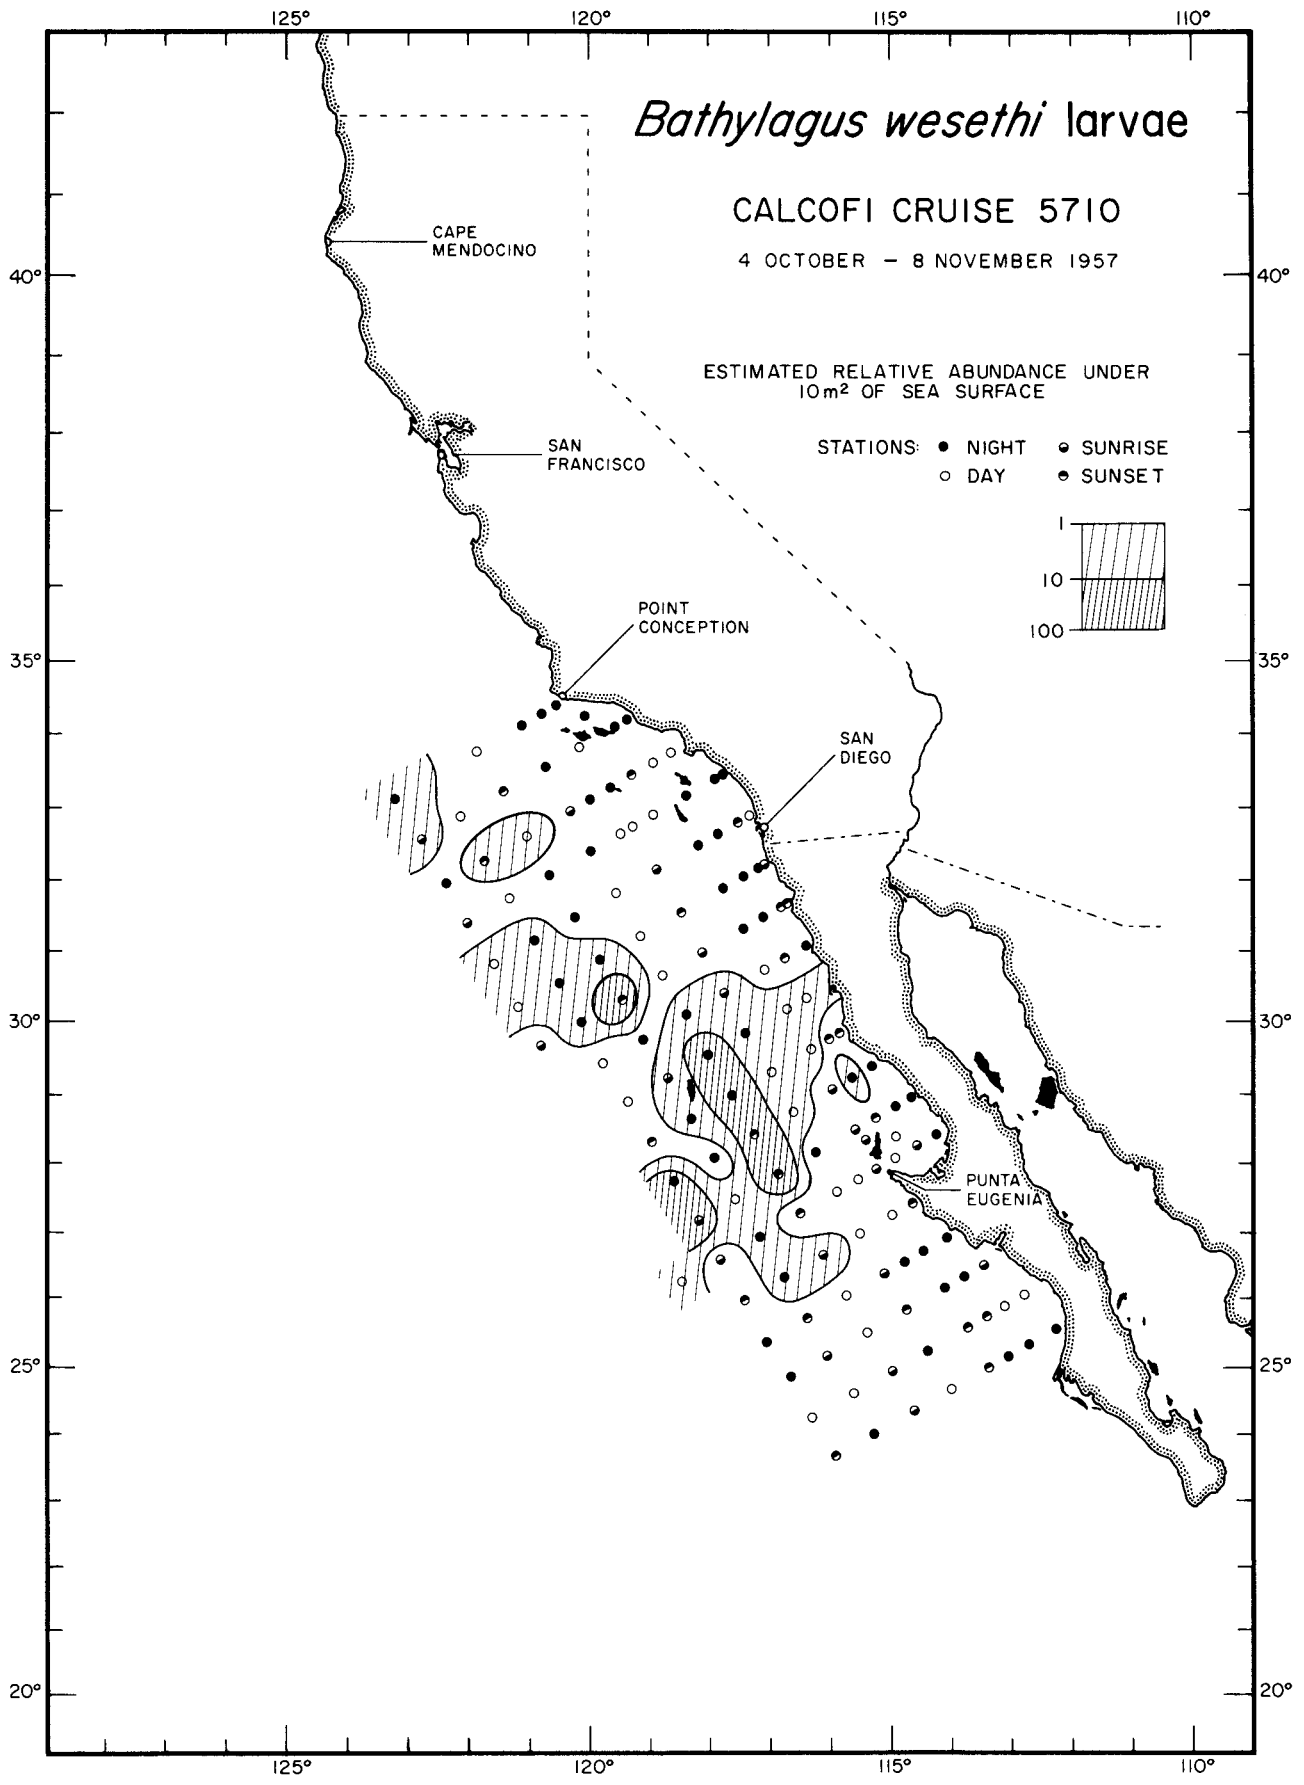 125° 120° 115° 110°
Bathylagus wesethi larvae
CALCOFI CRUISE 5710
4 OCTOBER – 8 NOVEMBER 1957
CAPE
MENDOCINO
40° 40°
ESTIMATED RELATIVE ABUNDANCE UNDER
10m² OF SEA SURFACE
STATIONS: NIGHT SUNRISE
DAY SUNSET
SAN
FRANCISCO
1
10
100
POINT
CONCEPTION
35° 35°
SAN
DIEGO
30° 30°
PUNTA
EUGENIA
25° 25°
20° 20°
125° 120° 115° 110°